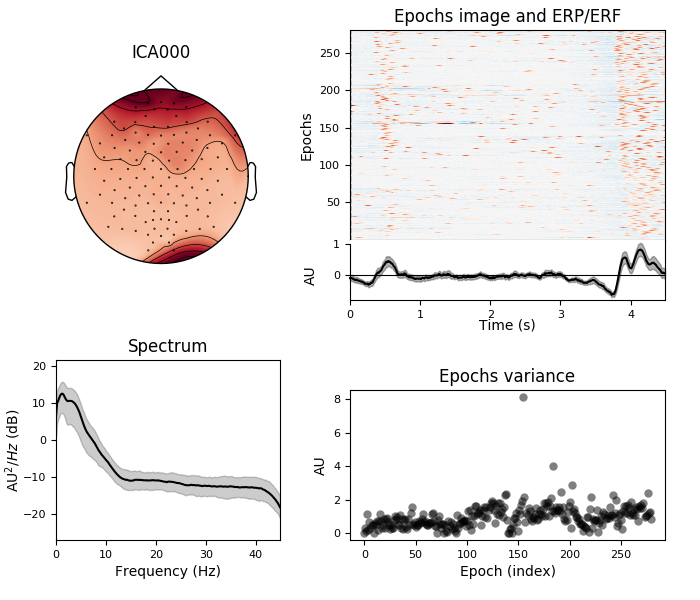 ICA000
Epochs image and ERP/ERF
Epochs
250
200
150
100
50
AU
1
0
0 1 2 3 4
Time (s)
Spectrum
AU²/Hz (dB)
20
10
0
−10
−20
0 10 20 30 40
Frequency (Hz)
Epochs variance
AU
8
6
4
2
0
0 50 100 150 200 250
Epoch (index)